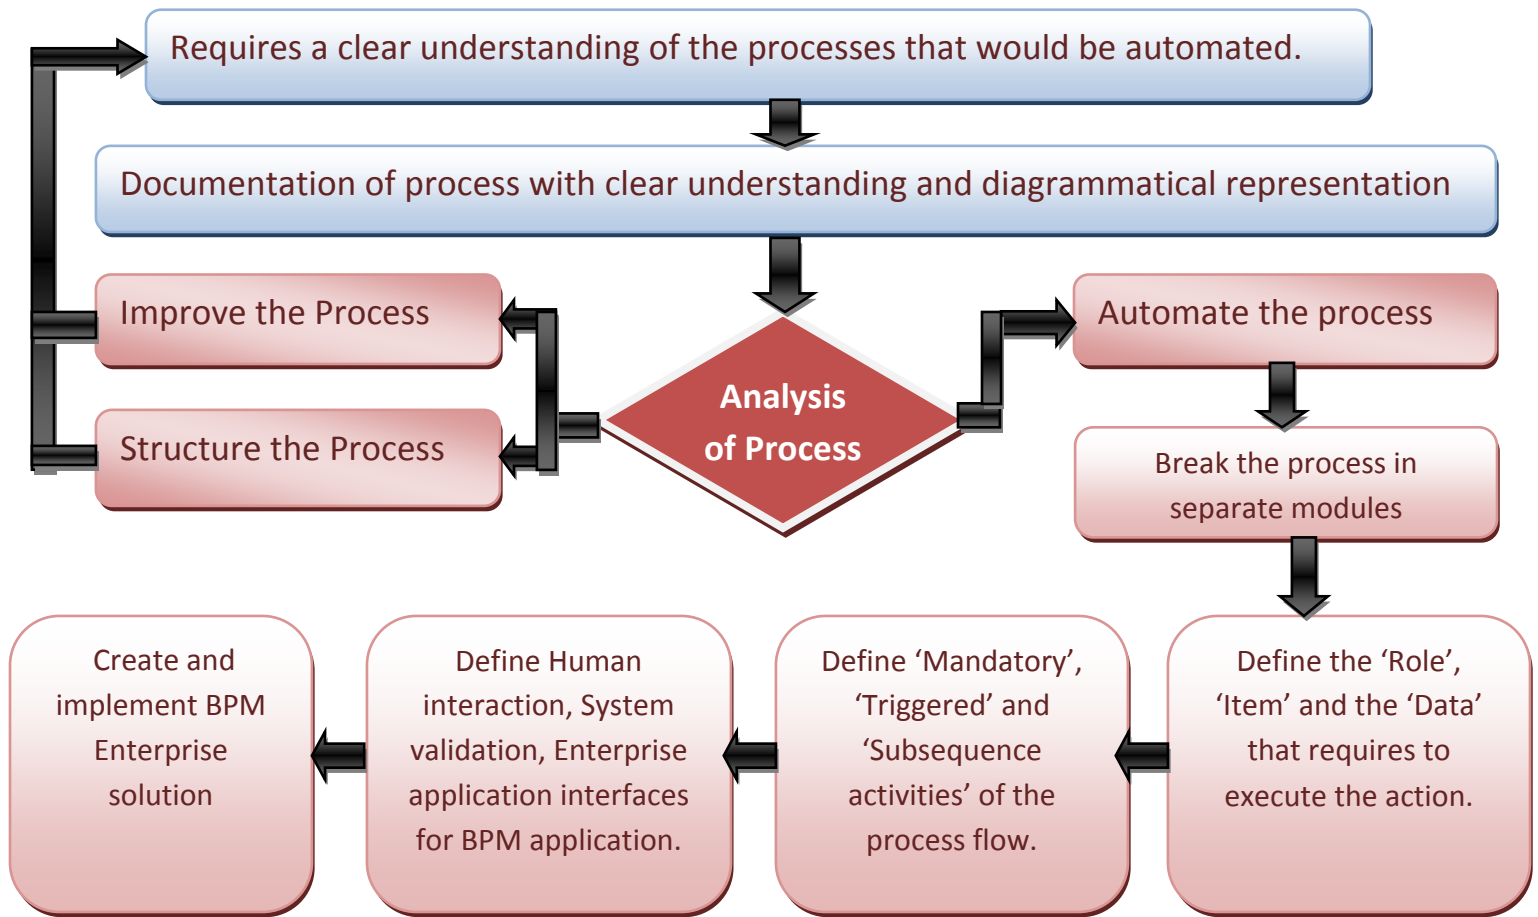 Requires a clear understanding of the processes that would be automated.
Documentation of process with clear understanding and diagrammatical representation
Improve the Process
Structure the Process
Analysis
of Process
Automate the process
Break the process in
separate modules
Define the ‘Role’,
‘Item’ and the ‘Data’
that requires to
execute the action.
Define ‘Mandatory’,
‘Triggered’ and
‘Subsequence
activities’ of the
process flow.
Define Human
interaction, System
validation, Enterprise
application interfaces
for BPM application.
Create and
implement BPM
Enterprise
solution